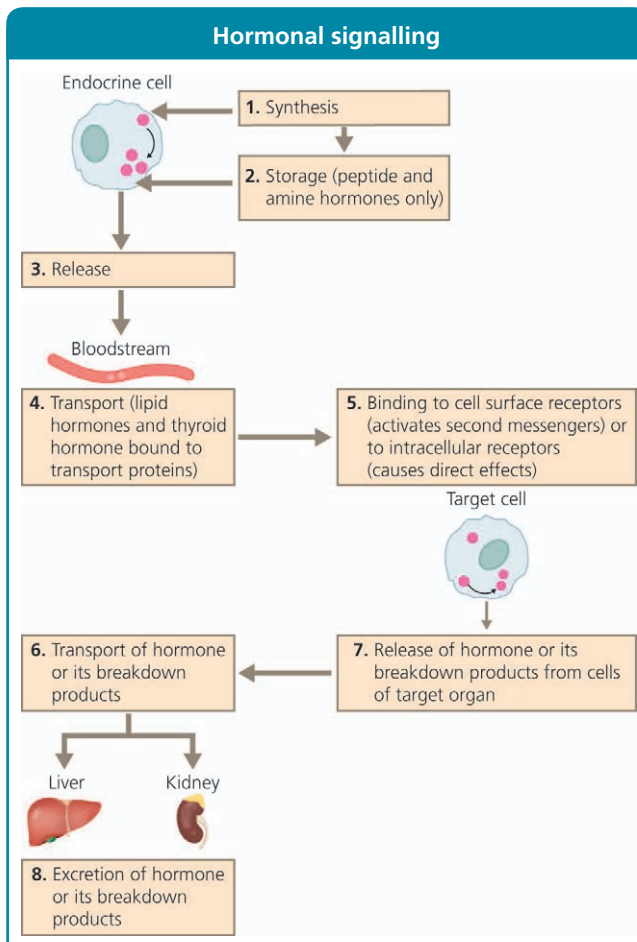 Hormonal signalling
Endocrine cell
1. Synthesis
2. Storage (peptide and
amine hormones only)
3. Release
Bloodstream
4. Transport (lipid
hormones and thyroid
hormone bound to
transport proteins)
5. Binding to cell surface receptors
(activates second messengers) or
to intracellular receptors
(causes direct effects)
Target cell
6. Transport of hormone
or its breakdown
products
7. Release of hormone or its
breakdown products from cells
of target organ
Liver
Kidney
8. Excretion of hormone
or its breakdown
products